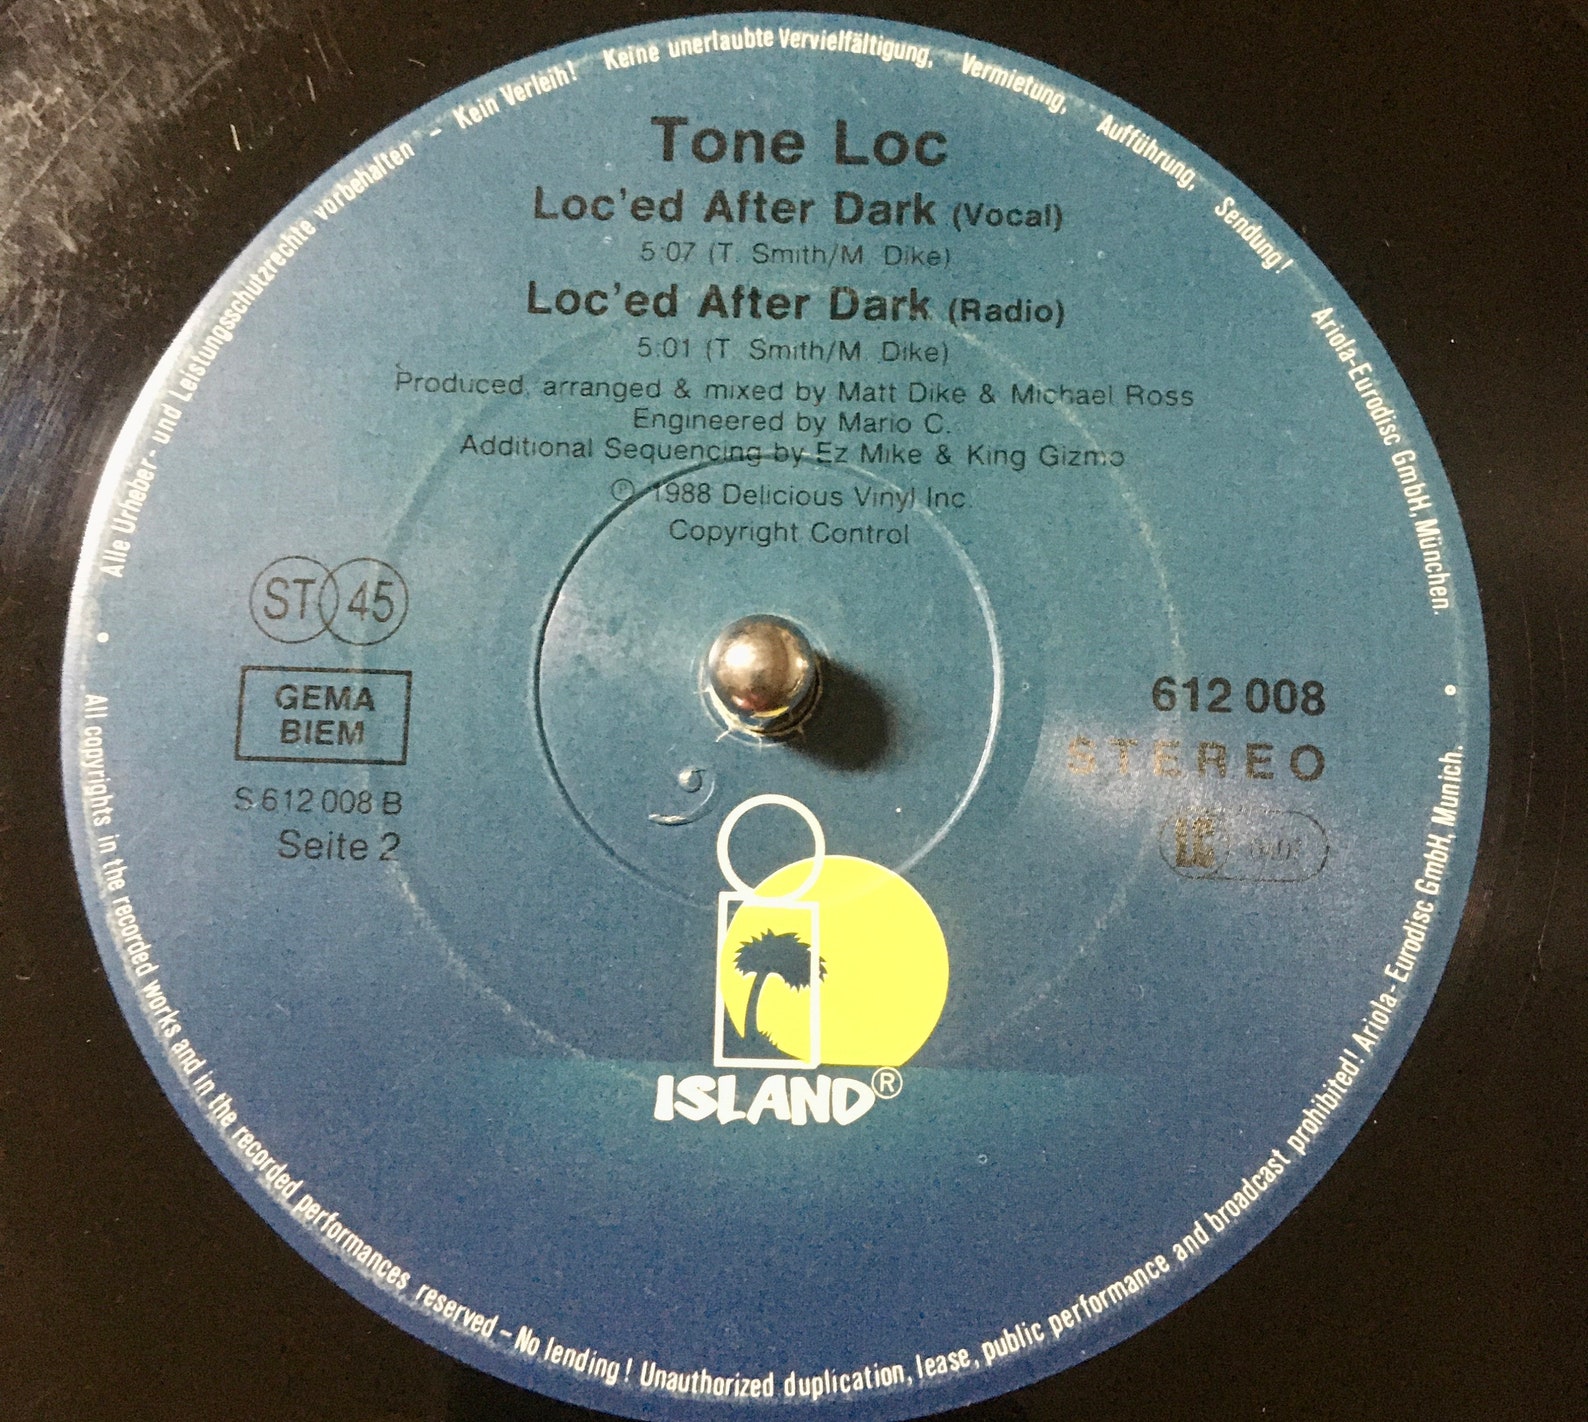 Tone Loc
Loc'ed After Dark (Vocal)
5:07 (T. Smith/M. Dike)
Loc'ed After Dark (Radio)
5:01 (T. Smith/M. Dike)
Produced, arranged & mixed by Matt Dike & Michael Ross
Engineered by Mario C.
Additional Sequencing by Ez Mike & King Gizmo
℗ 1988 Delicious Vinyl Inc.
Copyright Control
ST 45
GEMA
BIEM
S 612 008 B
Seite 2
612 008
STEREO
LC
ISLAND®
Alle Urheber- und Leistungsschutzrechte vorbehalten - Kein Verleih! Keine unerlaubte Vervielfältigung, Vermietung, Aufführung, Sendung! Ariola-Eurodisc GmbH, München.
All copyrights in the recorded works and in the recorded performances reserved - No lending! Unauthorized duplication, lease, public performance and broadcast prohibited! Ariola-Eurodisc GmbH, Munich.